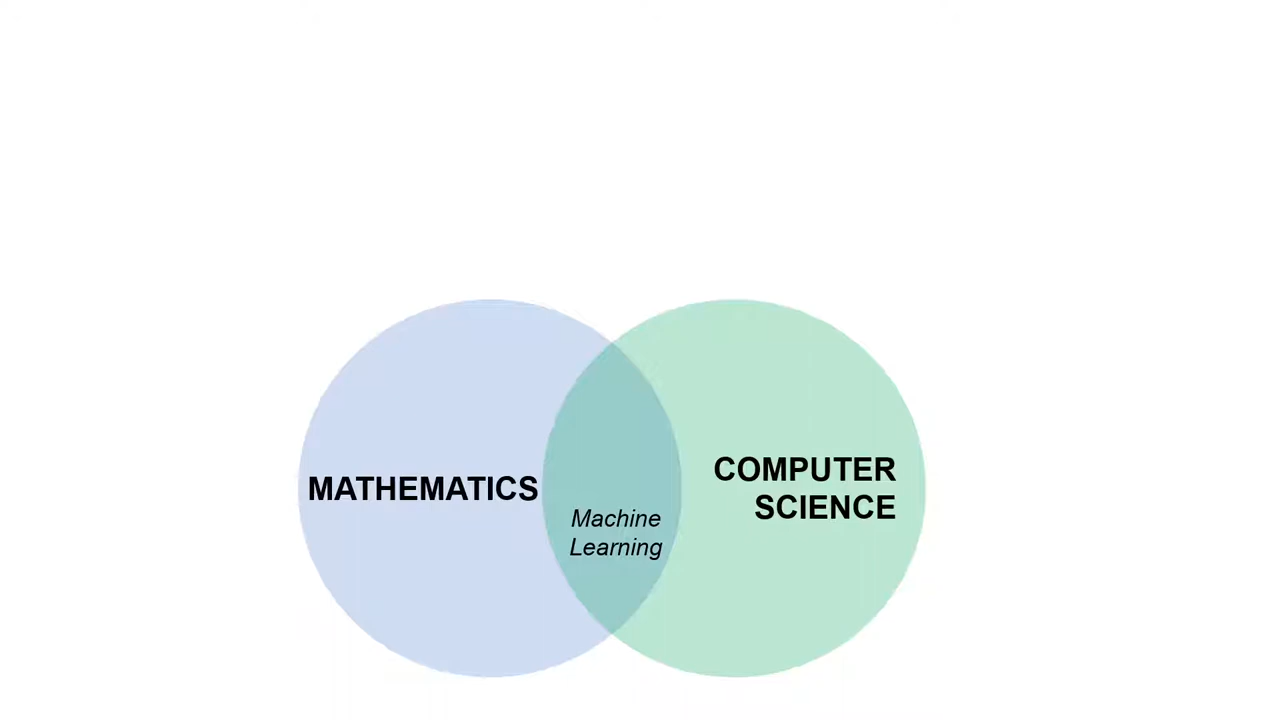 MATHEMATICS
COMPUTER
SCIENCE
Machine
Learning